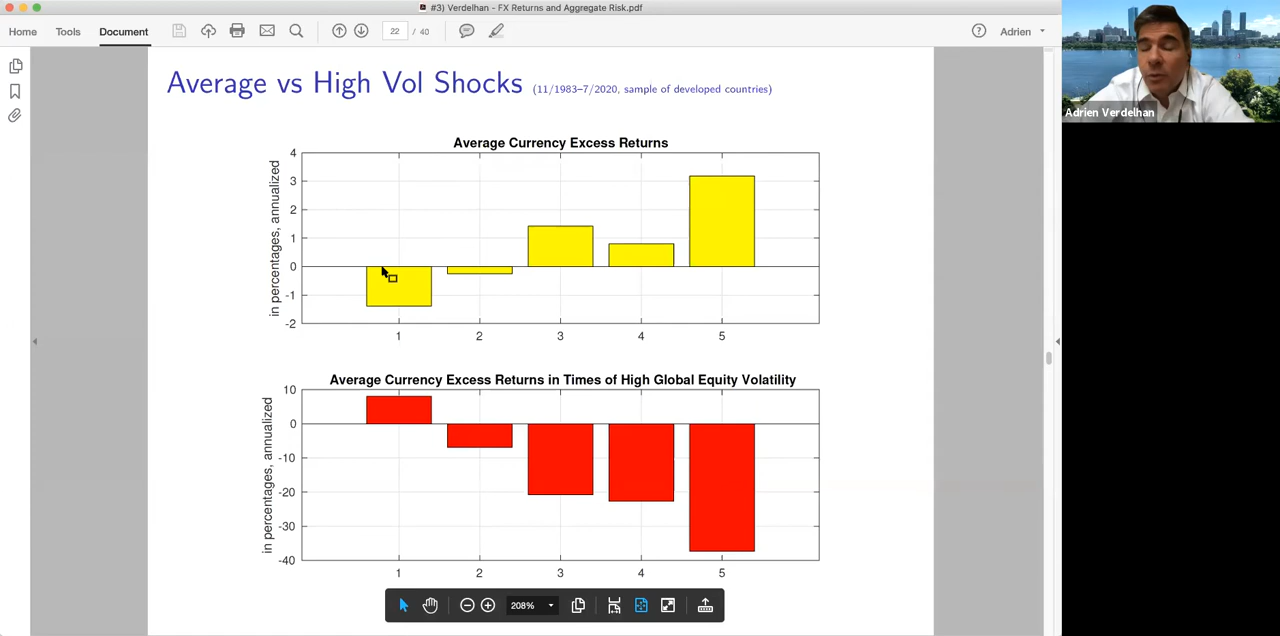 #3) Verdelhan - FX Returns and Aggregate Risk.pdf
Home Tools Document 22 / 40 Adrien
Adrien Verdelhan
Average vs High Vol Shocks (11/1983–7/2020, sample of developed countries)
Average Currency Excess Returns
in percentages, annualized
4
3
2
1
0
-1
-2
1 2 3 4 5
Average Currency Excess Returns in Times of High Global Equity Volatility
in percentages, annualized
10
0
-10
-20
-30
-40
1 2 3 4 5
208%